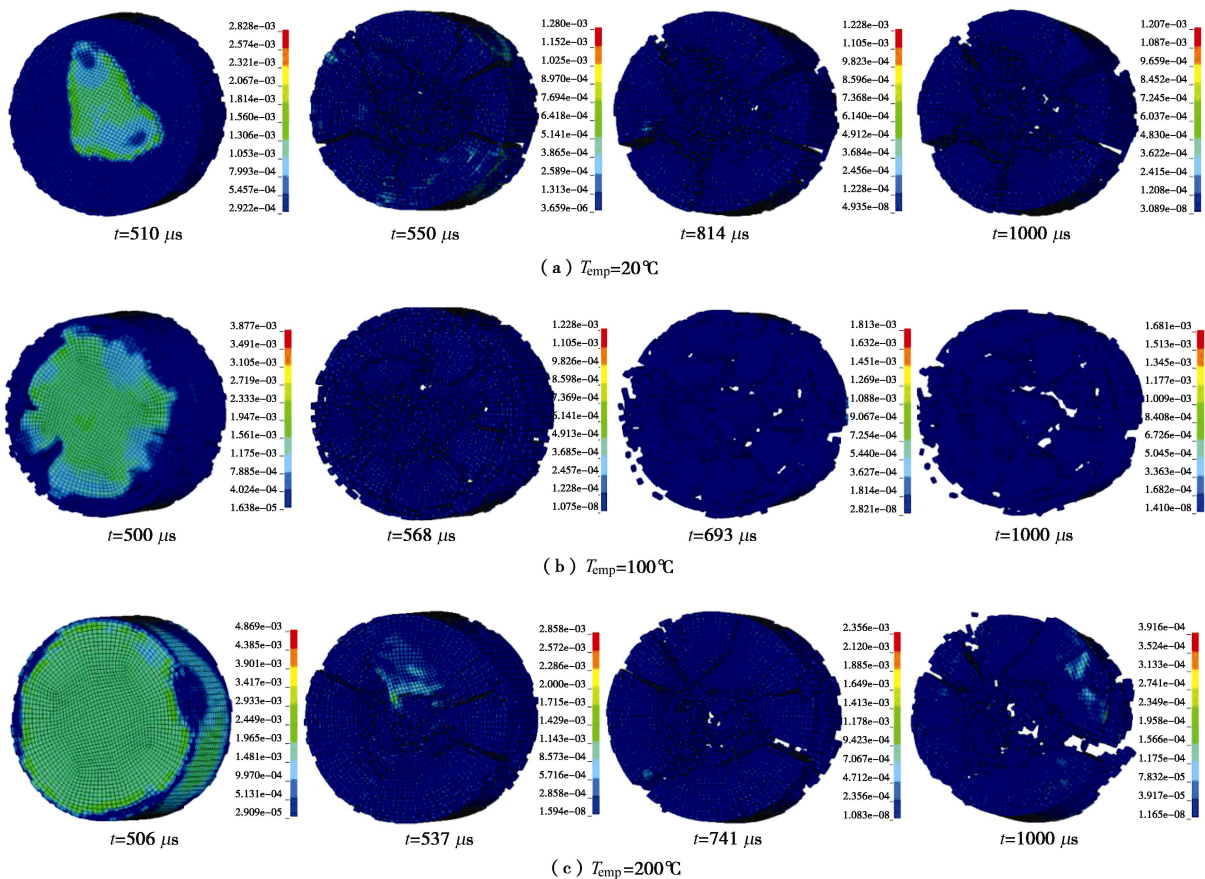 2.828e-03
2.574e-03
2.321e-03
2.067e-03
1.814e-03
1.560e-03
1.306e-03
1.053e-03
7.993e-04
5.457e-04
2.922e-04
1.280e-03
1.152e-03
1.025e-03
8.970e-04
7.694e-04
6.418e-04
5.141e-04
3.865e-04
2.589e-04
1.313e-04
3.659e-06
1.228e-03
1.105e-03
9.823e-04
8.596e-04
7.368e-04
6.140e-04
4.912e-04
3.684e-04
2.456e-04
1.228e-04
4.935e-08
1.207e-03
1.087e-03
9.659e-04
8.452e-04
7.245e-04
6.037e-04
4.830e-04
3.622e-04
2.415e-04
1.208e-04
3.089e-08
t=510 μs
t=550 μs
t=814 μs
t=1000 μs
(a) Temp=20℃
3.877e-03
3.491e-03
3.105e-03
2.719e-03
2.333e-03
1.947e-03
1.561e-03
1.175e-03
7.885e-04
4.024e-04
1.638e-05
1.228e-03
1.105e-03
9.826e-04
8.598e-04
7.369e-04
6.141e-04
4.913e-04
3.685e-04
2.457e-04
1.228e-04
1.075e-08
1.813e-03
1.632e-03
1.451e-03
1.269e-03
1.088e-03
9.067e-04
7.254e-04
5.440e-04
3.627e-04
1.814e-04
2.821e-08
1.681e-03
1.513e-03
1.345e-03
1.177e-03
1.009e-03
8.408e-04
6.726e-04
5.045e-04
3.363e-04
1.682e-04
1.410e-08
t=500 μs
t=568 μs
t=693 μs
t=1000 μs
(b) Temp=100℃
4.869e-03
4.385e-03
3.901e-03
3.417e-03
2.933e-03
2.449e-03
1.965e-03
1.481e-03
9.970e-04
5.131e-04
2.909e-05
2.858e-03
2.572e-03
2.286e-03
2.000e-03
1.715e-03
1.429e-03
1.143e-03
8.573e-04
5.716e-04
2.858e-04
1.594e-08
2.356e-03
2.120e-03
1.885e-03
1.649e-03
1.413e-03
1.178e-03
9.423e-04
7.067e-04
4.712e-04
2.356e-04
1.083e-08
3.916e-04
3.524e-04
3.133e-04
2.741e-04
2.349e-04
1.958e-04
1.566e-04
1.175e-04
7.832e-05
3.917e-05
1.165e-08
t=506 μs
t=537 μs
t=741 μs
t=1000 μs
(c) Temp=200℃